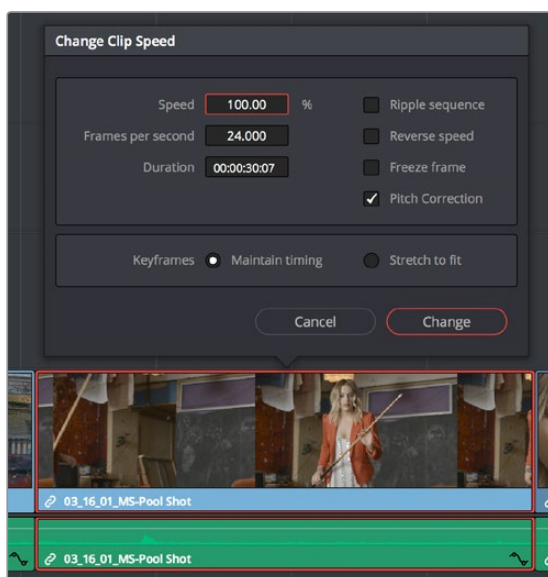 Change Clip Speed
Speed 100.00 % Ripple sequence
Frames per second 24.000 Reverse speed
Duration 00:00:30:07 Freeze frame
Pitch Correction
Keyframes Maintain timing Stretch to fit
Cancel Change
03_16_01_MS-Pool Shot
03_16_01_MS-Pool Shot